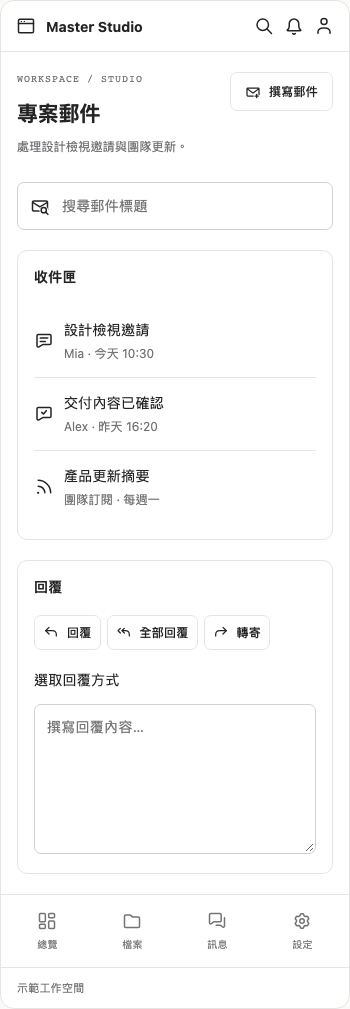 Master Studio
WORKSPACE / STUDIO
撰寫郵件
專案郵件
處理設計檢視邀請與團隊更新。
搜尋郵件標題
收件匣
設計檢視邀請
Mia · 今天 10:30
交付內容已確認
Alex · 昨天 16:20
產品更新摘要
團隊訂閱 · 每週一
回覆
回覆
全部回覆
轉寄
選取回覆方式
撰寫回覆內容...
總覽
檔案
訊息
設定
示範工作空間